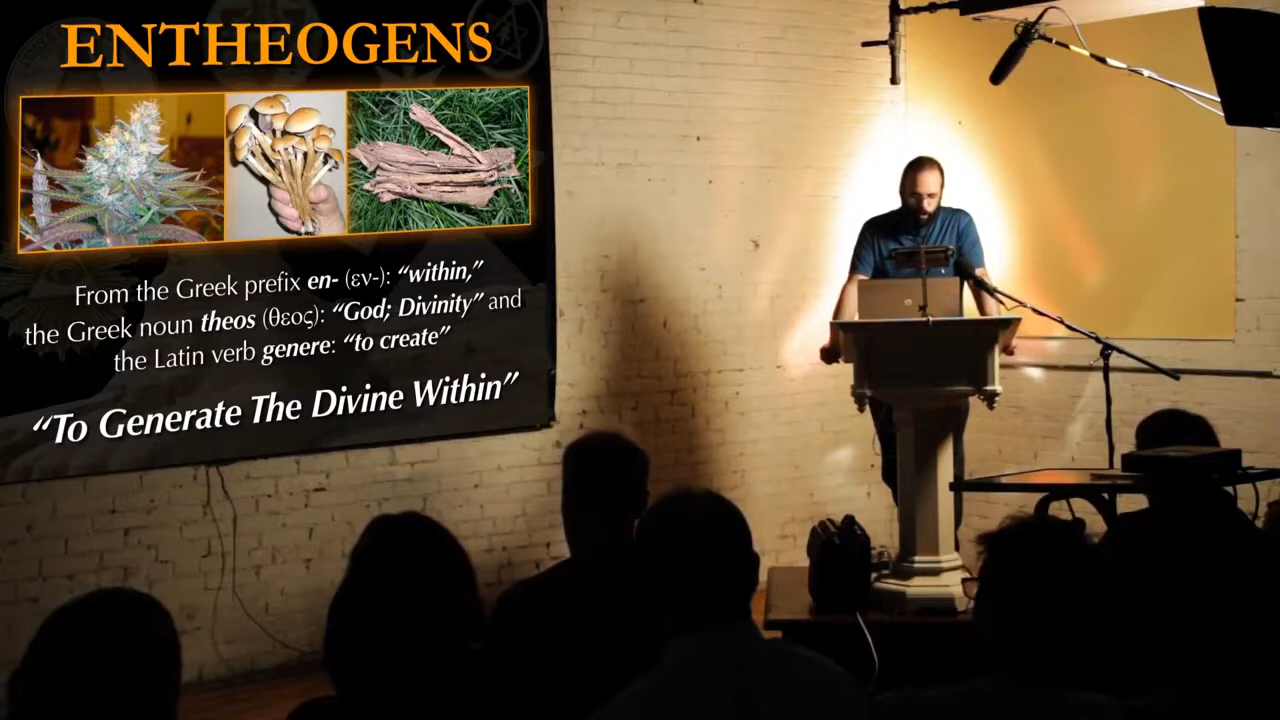 ENTHEOGENS
From the Greek prefix en- (εν-): “within,”
the Greek noun theos (θεος): “God; Divinity” and
the Latin verb genere: “to create”
“To Generate The Divine Within”